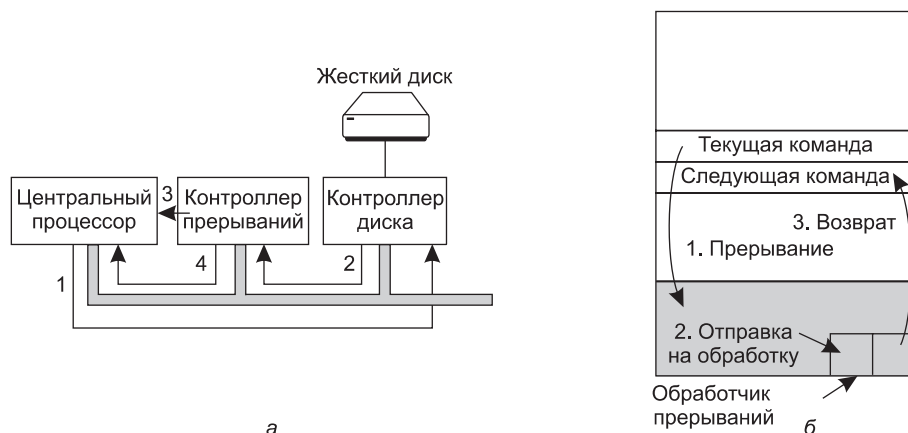 Жесткий диск
Центральный
процессор
3
Контроллер
прерываний
Контроллер
диска
1
4
2
а
Текущая команда
Следующая команда
3. Возврат
1. Прерывание
2. Отправка
на обработку
Обработчик
прерываний
б